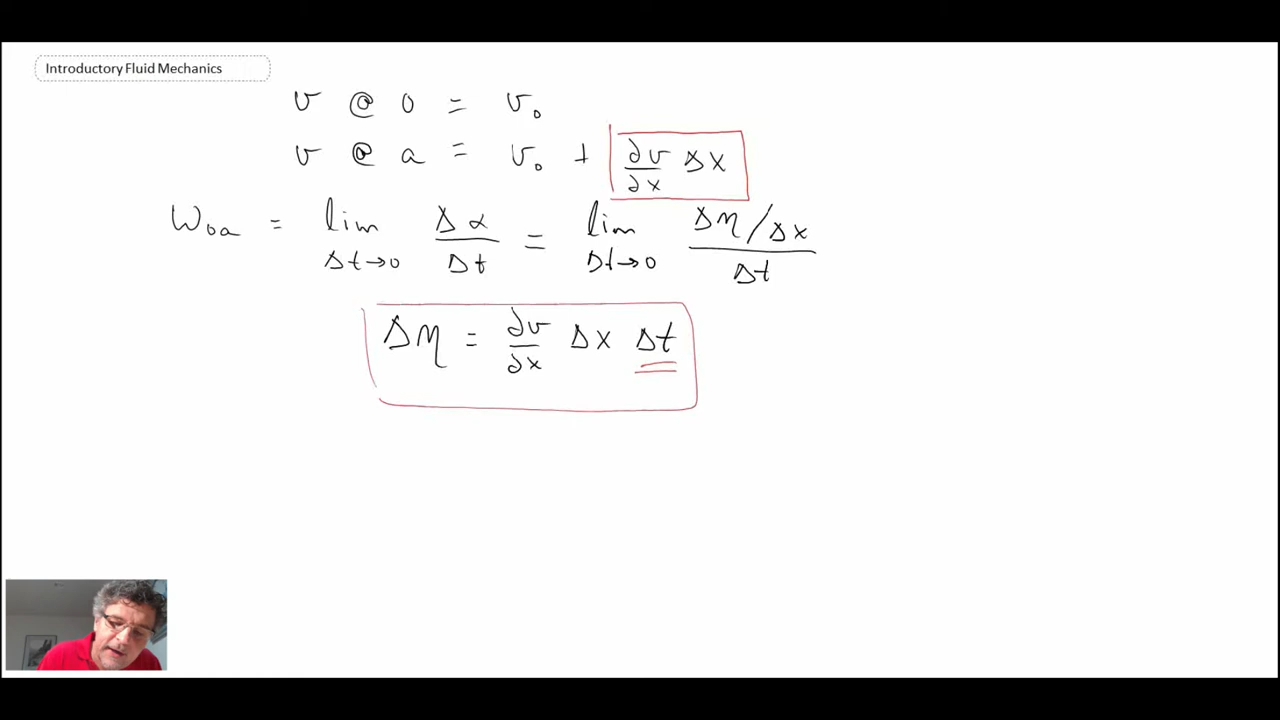 Introductory Fluid Mechanics
v @ 0 = v₀
v @ a = v₀ + ∂v/∂x Δx
ω₀ₐ = lim Δt→0 Δα/Δt = lim Δt→0 (Δη/Δx)/Δt
Δη = ∂v/∂x Δx Δt